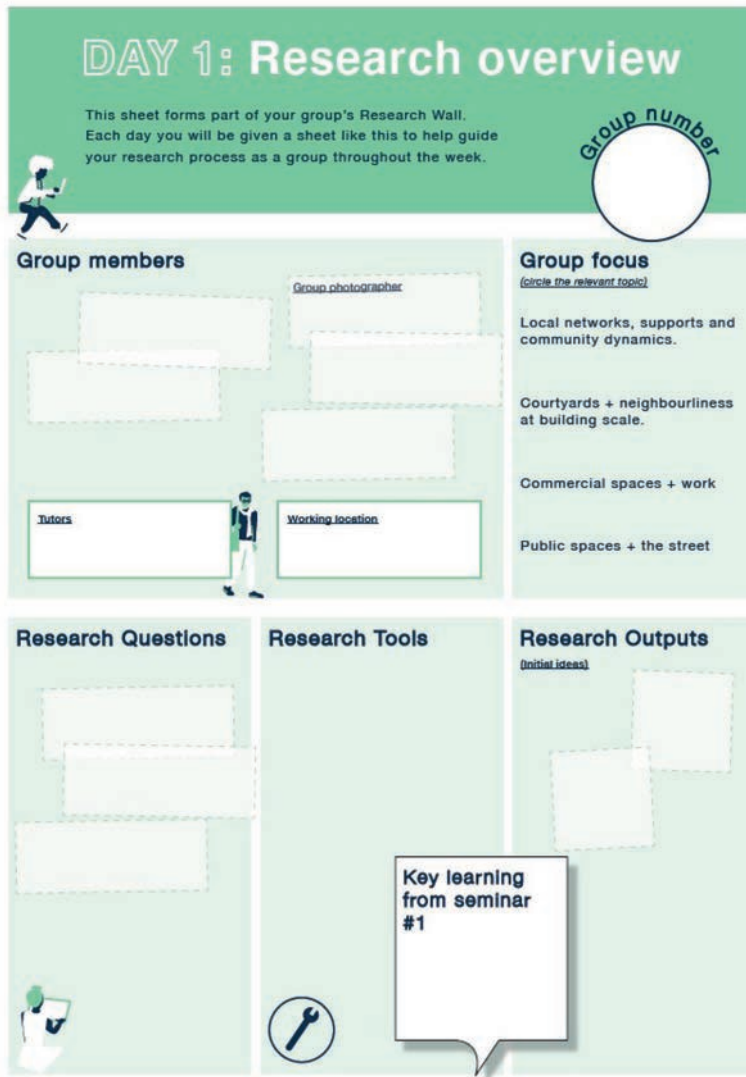 DAY 1: Research overview
This sheet forms part of your group's Research Wall.
Each day you will be given a sheet like this to help guide
your research process as a group throughout the week.
Group number
Group members
Group photographer
Tutors
Working location
Group focus
(circle the relevant topic)
Local networks, supports and
community dynamics.
Courtyards + neighbourliness
at building scale.
Commercial spaces + work
Public spaces + the street
Research Questions
Research Tools
Key learning
from seminar
#1
Research Outputs
(Initial ideas)